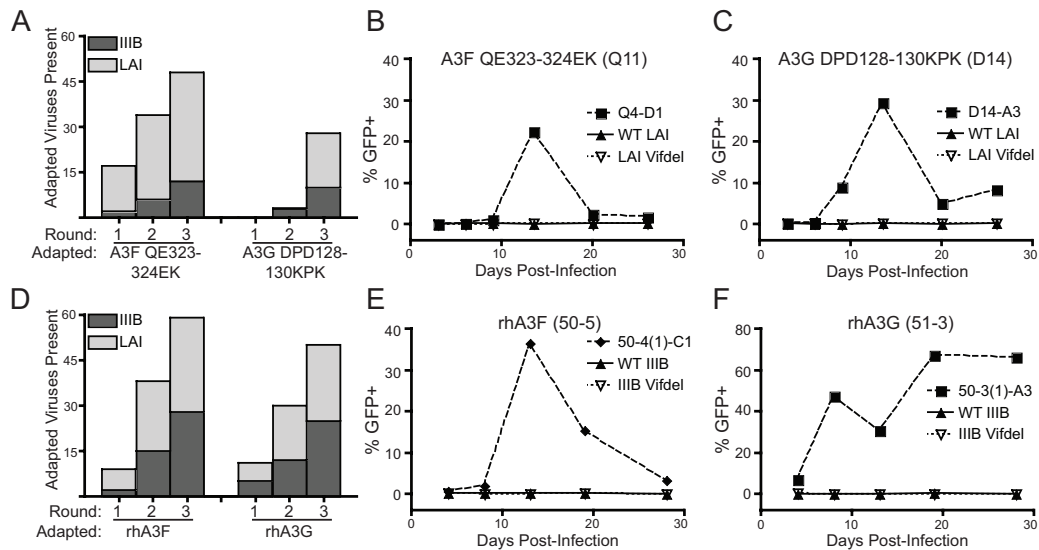 A
Adapted Viruses Present
60
45
30
15
IIIB
LAI
Round: 1 2 3 1 2 3
Adapted: A3F QE323-324EK A3G DPD128-130KPK
B
A3F QE323-324EK (Q11)
% GFP+
40
30
20
10
0
Q4-D1
WT LAI
LAI Vifdel
0 10 20 30
Days Post-Infection
C
A3G DPD128-130KPK (D14)
% GFP+
40
30
20
10
0
D14-A3
WT LAI
LAI Vifdel
0 10 20 30
Days Post-Infection
D
Adapted Viruses Present
60
45
30
15
IIIB
LAI
Round: 1 2 3 1 2 3
Adapted: rhA3F rhA3G
E
rhA3F (50-5)
% GFP+
40
30
20
10
0
50-4(1)-C1
WT IIIB
IIIB Vifdel
0 10 20 30
Days Post-Infection
F
rhA3G (51-3)
% GFP+
80
60
40
20
0
50-3(1)-A3
WT IIIB
IIIB Vifdel
0 10 20 30
Days Post-Infection